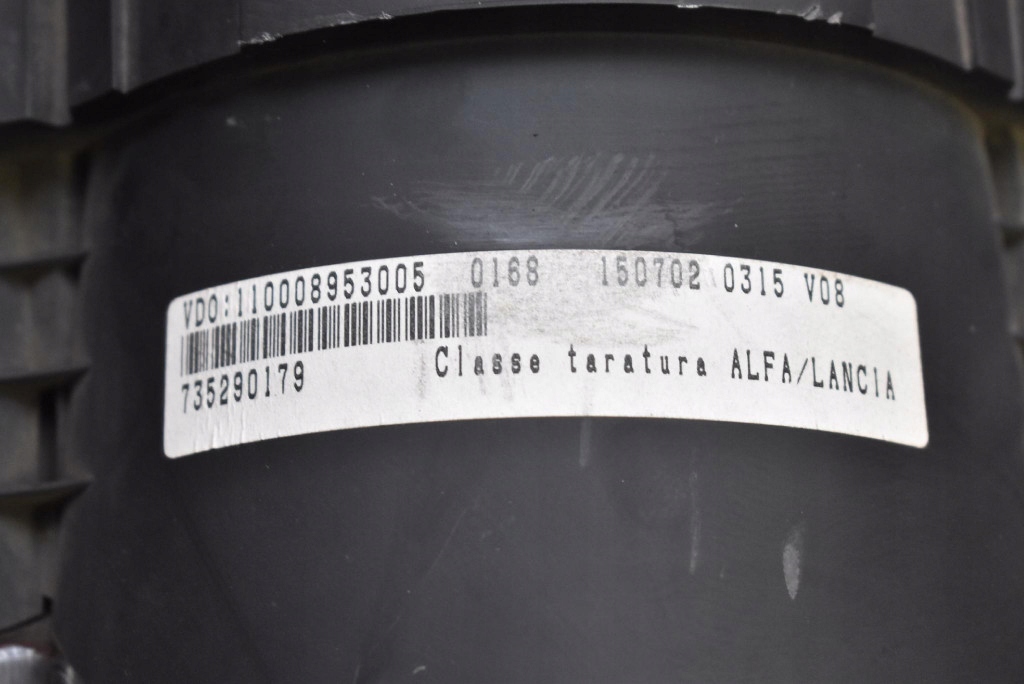 VDO:110008953005 0168 150702 0315 V08
735290179 Classe taratura ALFA/LANCIA